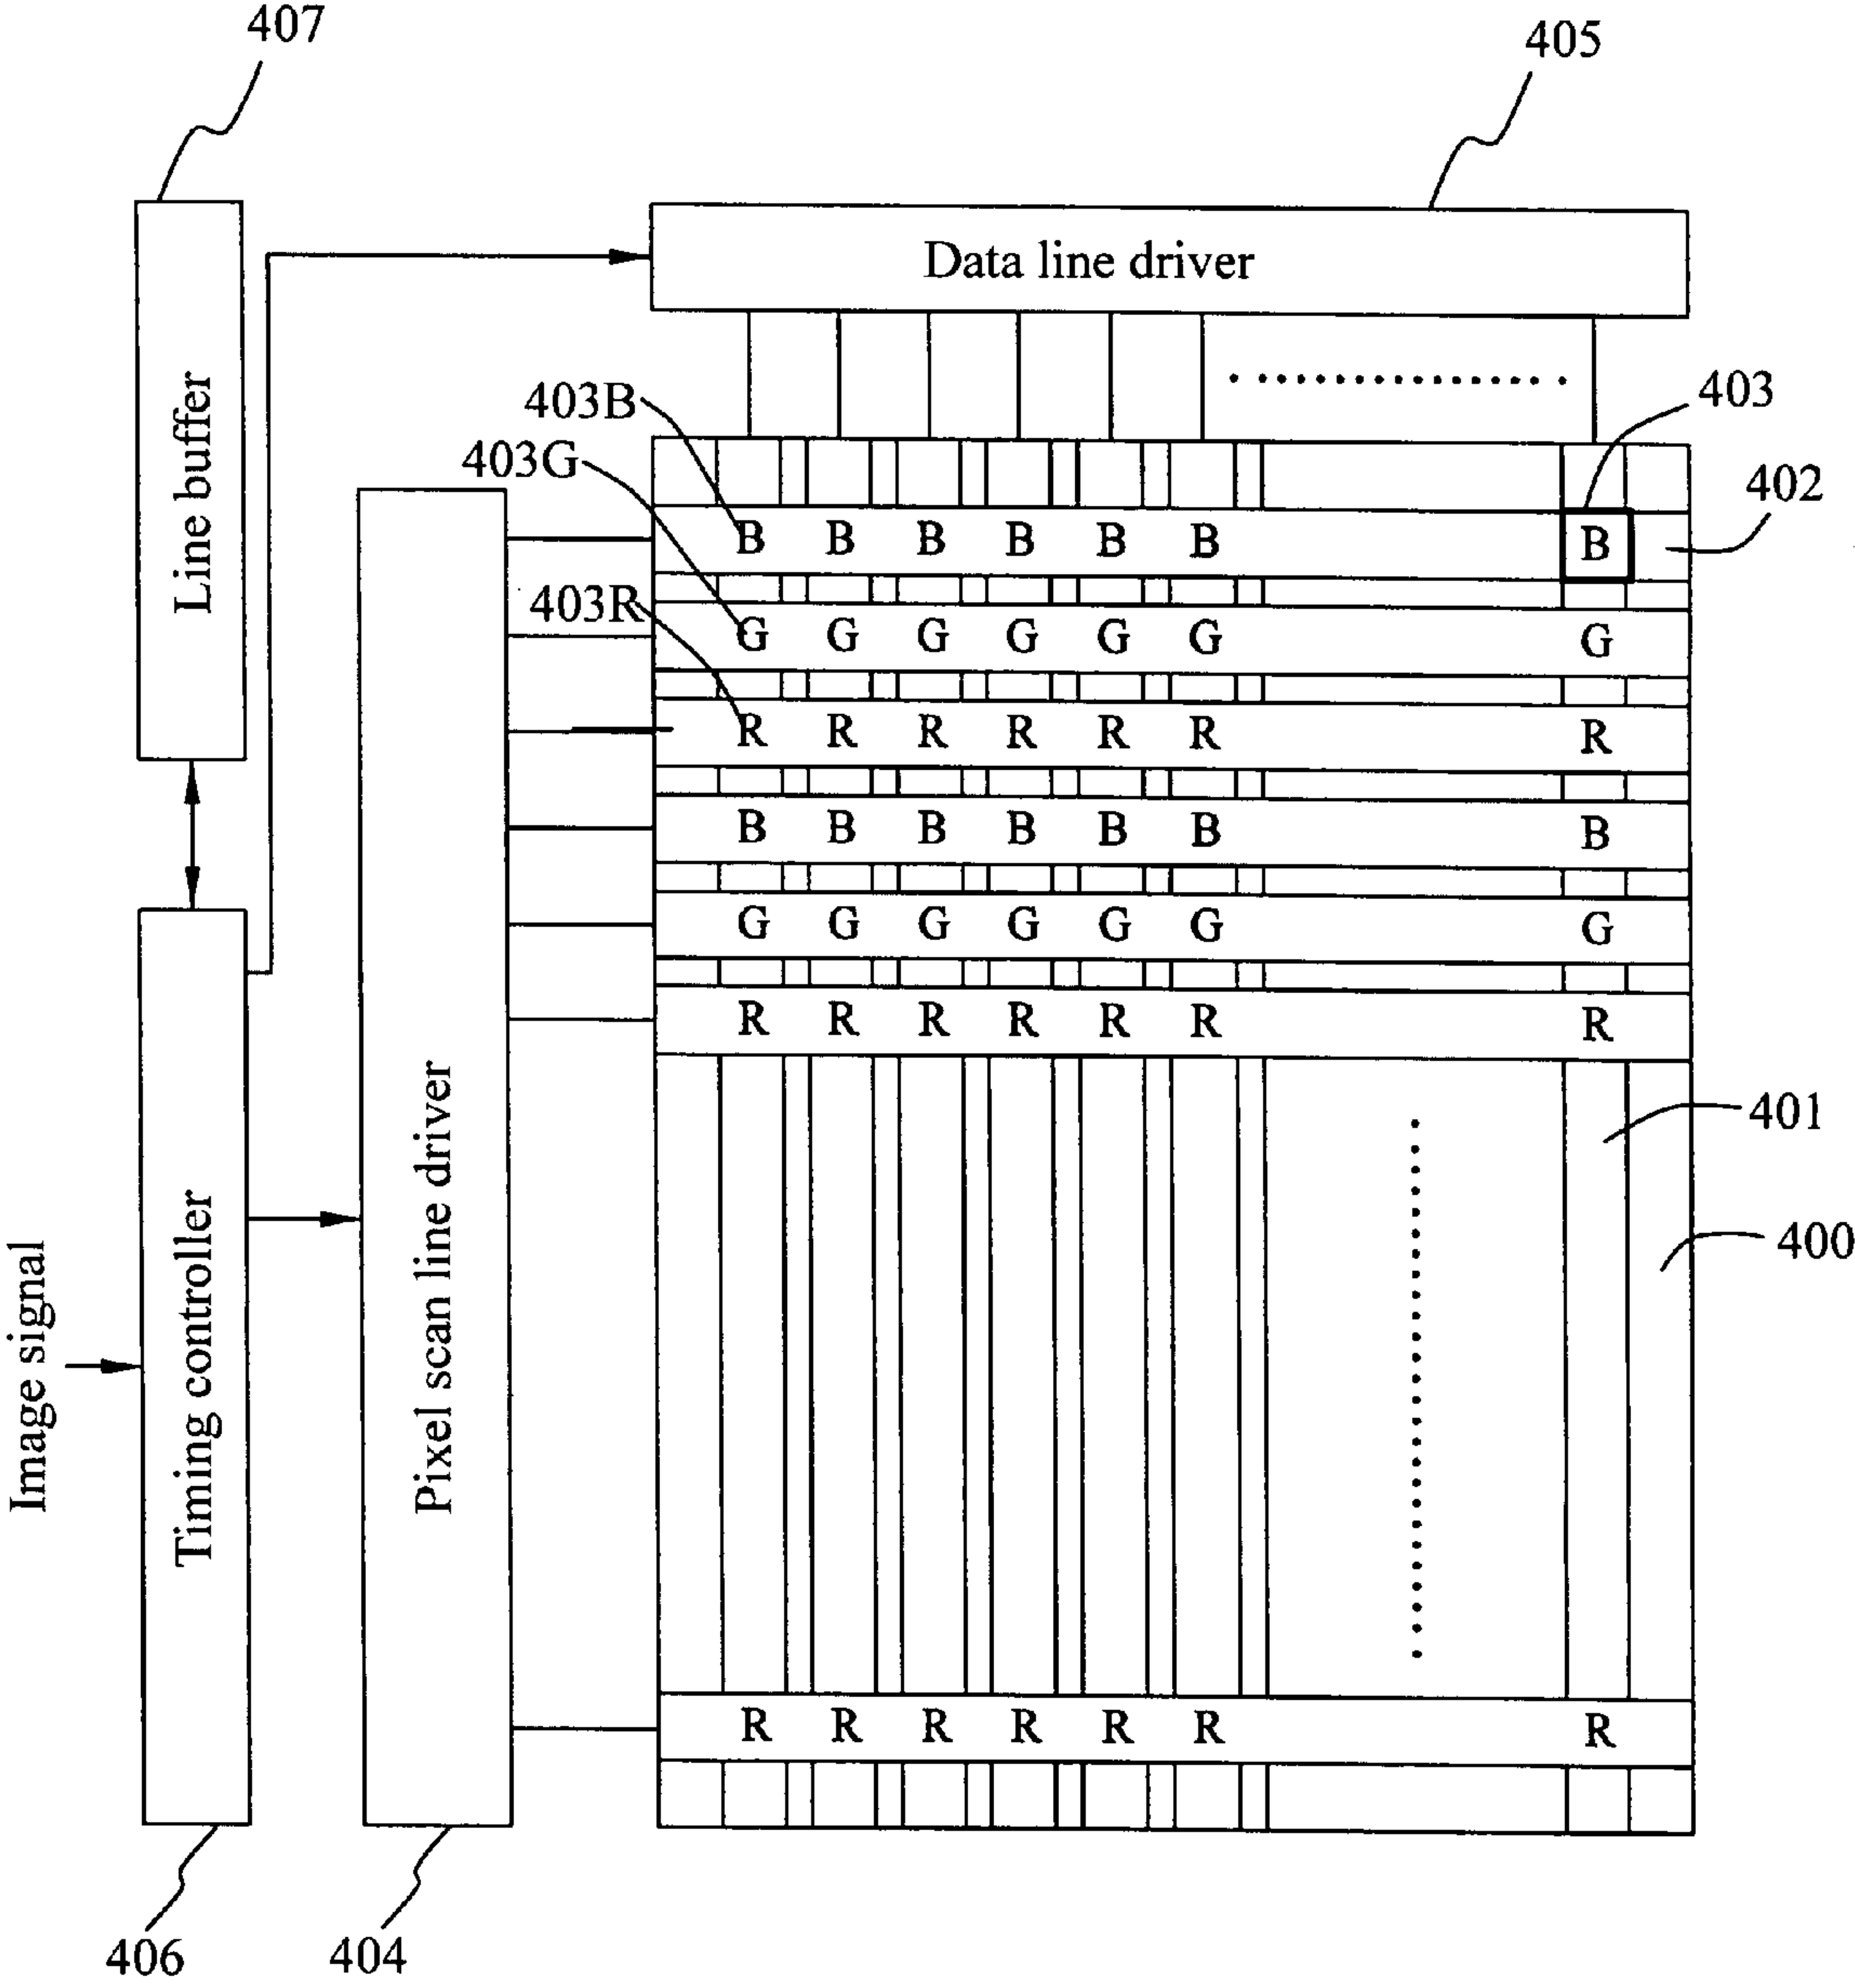 407
405
Data line driver
Line buffer
403B
403
403G
402
B B B B B B B
403R
G G G G G G G
R R R R R R R
B B B B B B B
G G G G G G G
R R R R R R R
401
400
Pixel scan line driver
Timing controller
Image signal
R R R R R R R
406
404